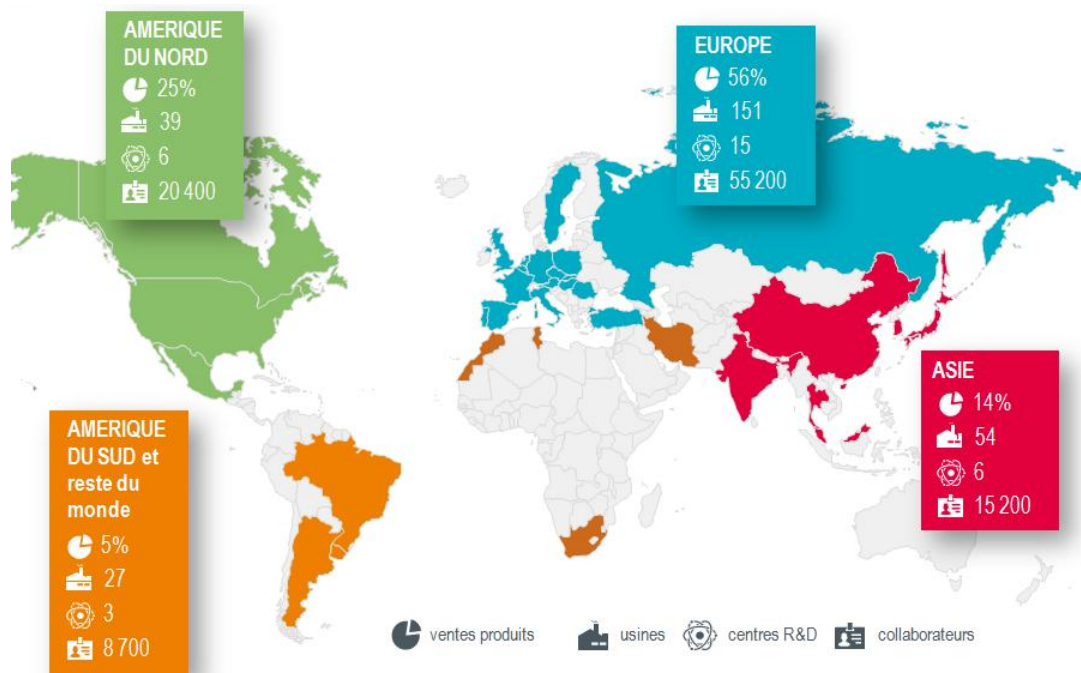 AMERIQUE
DU NORD
25%
39
6
20 400
EUROPE
56%
151
15
55 200
ASIE
14%
54
6
15 200
AMERIQUE
DU SUD et
reste du
monde
5%
27
3
8 700
ventes produits
usines
centres R&D
collaborateurs